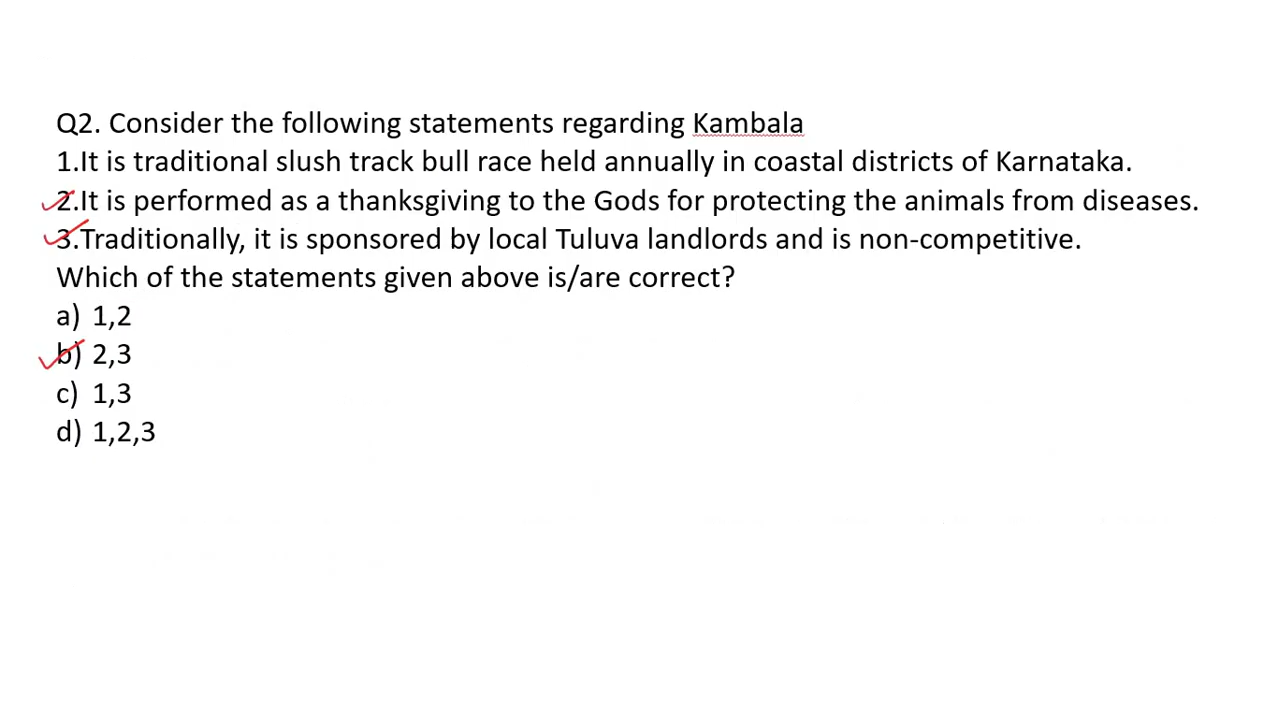 Q2. Consider the following statements regarding Kambala
1.It is traditional slush track bull race held annually in coastal districts of Karnataka.
2.It is performed as a thanksgiving to the Gods for protecting the animals from diseases.
3.Traditionally, it is sponsored by local Tuluva landlords and is non-competitive.
Which of the statements given above is/are correct?
a) 1,2
b) 2,3
c) 1,3
d) 1,2,3